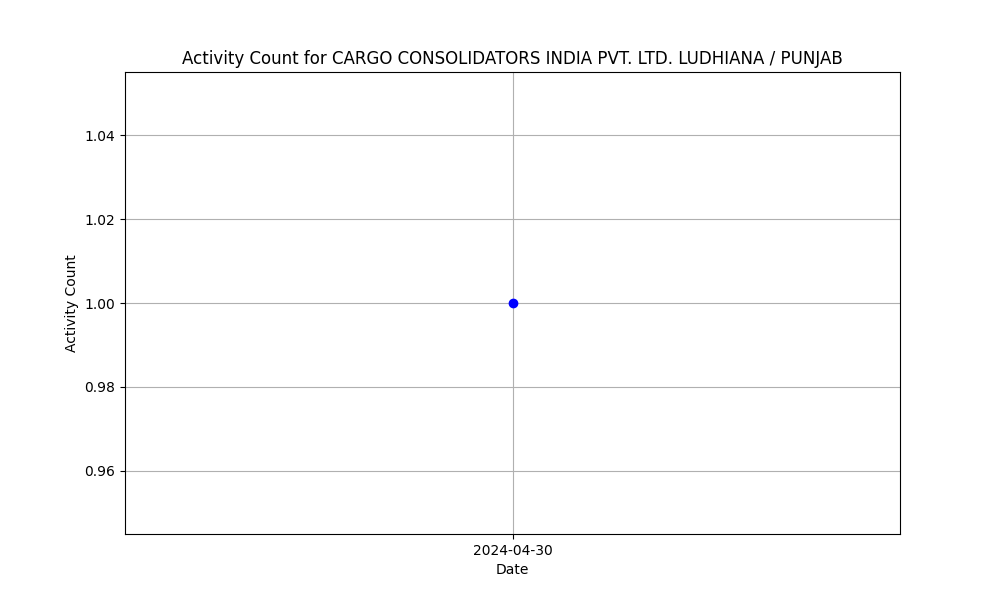 Activity Count for CARGO CONSOLIDATORS INDIA PVT. LTD. LUDHIANA / PUNJAB
1.04
1.02
1.00
0.98
0.96
Activity Count
2024-04-30
Date